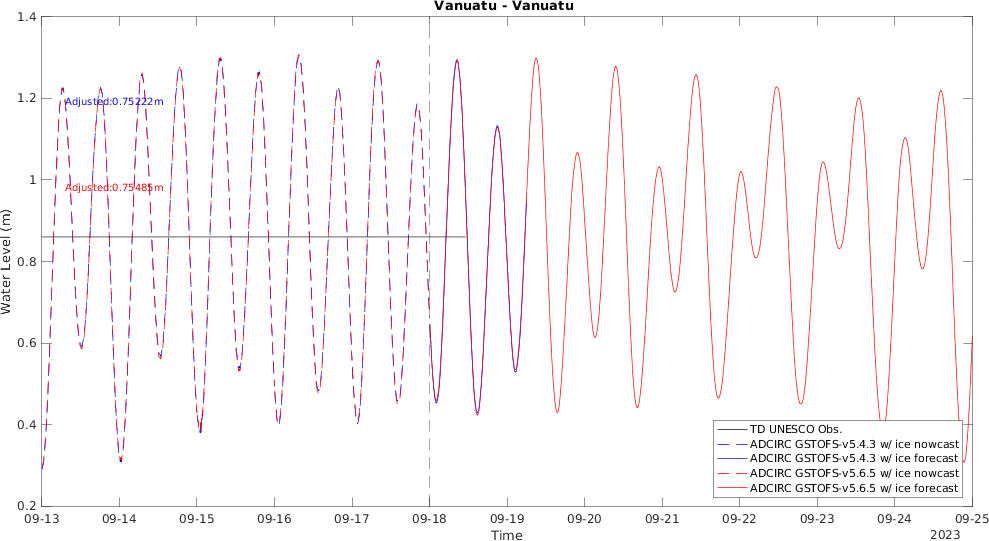 Vanuatu - Vanuatu
Water Level (m)
1.4
1.2
1
0.8
0.6
0.4
0.2
Adjusted:0.75222m
Adjusted:0.75485m
TD UNESCO Obs.
ADCIRC GSTOFS-v5.4.3 w/ ice nowcast
ADCIRC GSTOFS-v5.4.3 w/ ice forecast
ADCIRC GSTOFS-v5.6.5 w/ ice nowcast
ADCIRC GSTOFS-v5.6.5 w/ ice forecast
09-13 09-14 09-15 09-16 09-17 09-18 09-19 09-20 09-21 09-22 09-23 09-24 09-25
Time
2023